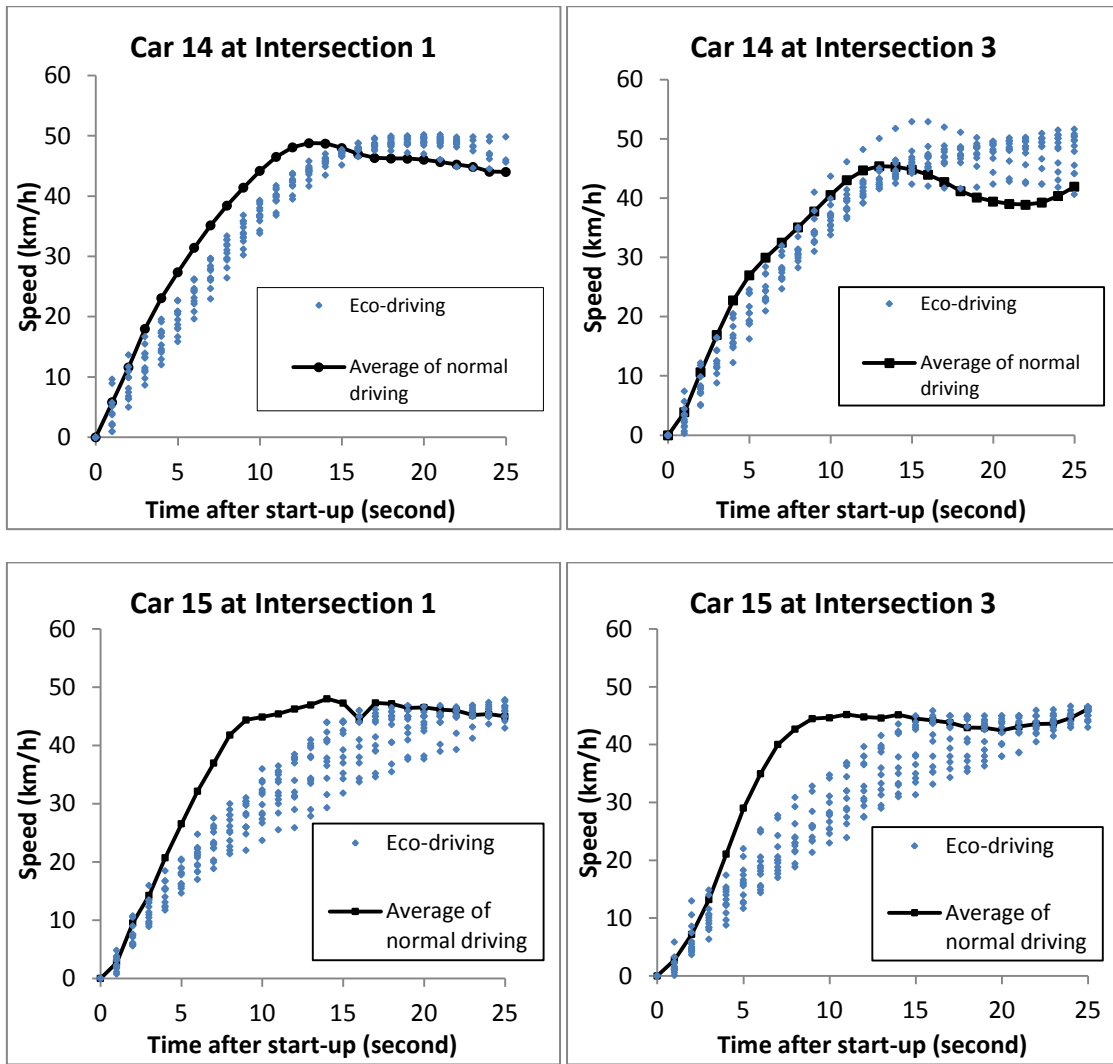 Car 14 at Intersection 1
60
50
40
30
20
10
0
Speed (km/h)
Eco-driving
Average of normal
driving
0 5 10 15 20 25
Time after start-up (second)
Car 14 at Intersection 3
60
50
40
30
20
10
0
Speed (km/h)
Eco-driving
Average of normal
driving
0 5 10 15 20 25
Time after start-up (second)
Car 15 at Intersection 1
60
50
40
30
20
10
0
Speed (km/h)
Eco-driving
Average of
normal driving
0 5 10 15 20 25
Time after start-up (second)
Car 15 at Intersection 3
60
50
40
30
20
10
0
Speed (km/h)
Eco-driving
Average of
normal driving
0 5 10 15 20 25
Time after start-up (second)